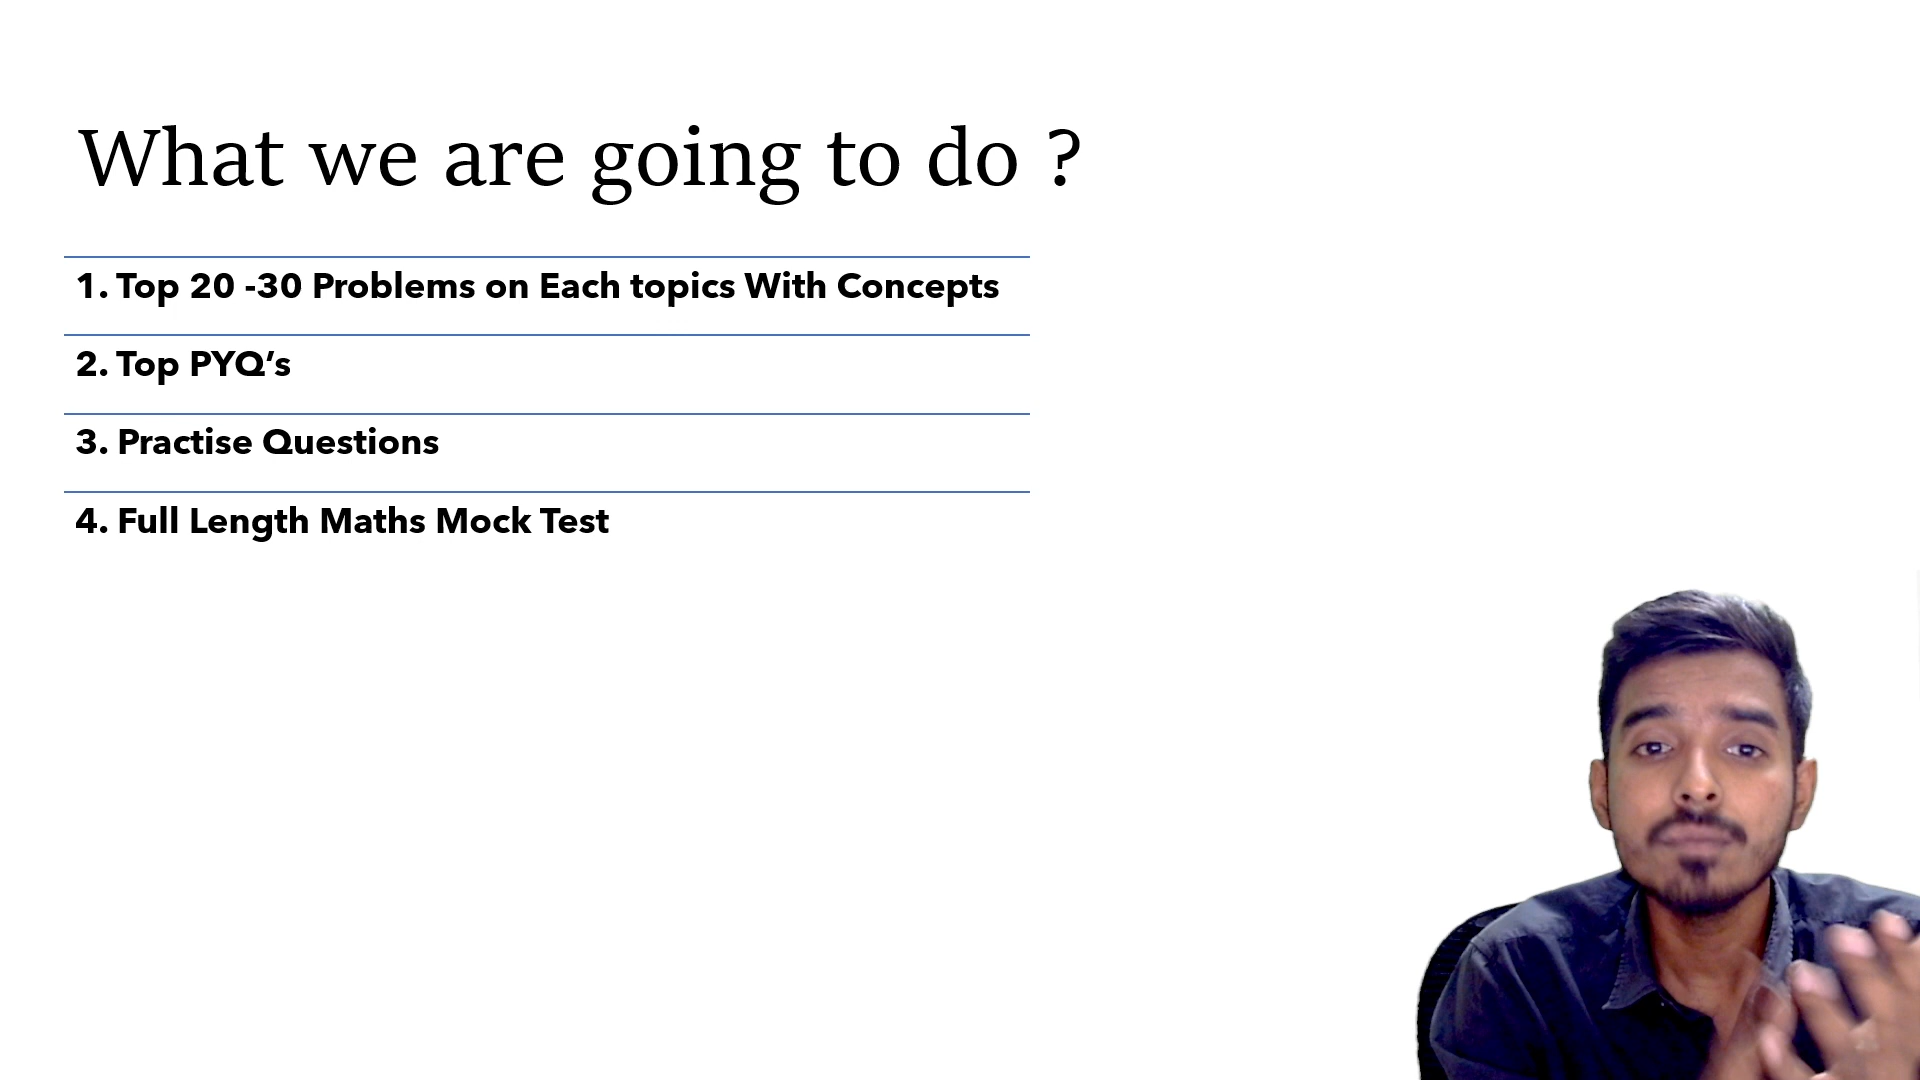 What we are going to do ?
1. Top 20 -30 Problems on Each topics With Concepts
2. Top PYQ’s
3. Practise Questions
4. Full Length Maths Mock Test